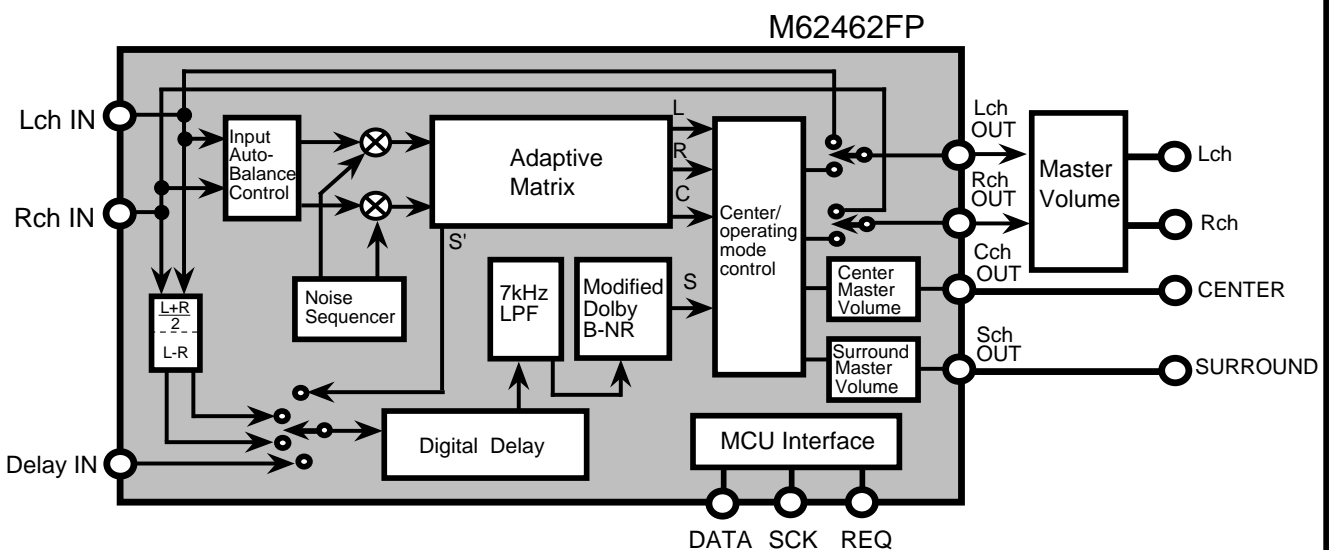 M62462FP
Lch IN
Rch IN
Delay IN
Input
Auto-
Balance
Control
Noise
Sequencer
L+R
2
L-R
Adaptive
Matrix
S'
L
R
C
S
7kHz
LPF
Modified
Dolby
B-NR
Digital Delay
Center/
operating
mode
control
Center
Master
Volume
Surround
Master
Volume
MCU Interface
DATA
SCK
REQ
Lch
OUT
Rch
OUT
Cch
OUT
Sch
OUT
Master
Volume
Lch
Rch
CENTER
SURROUND